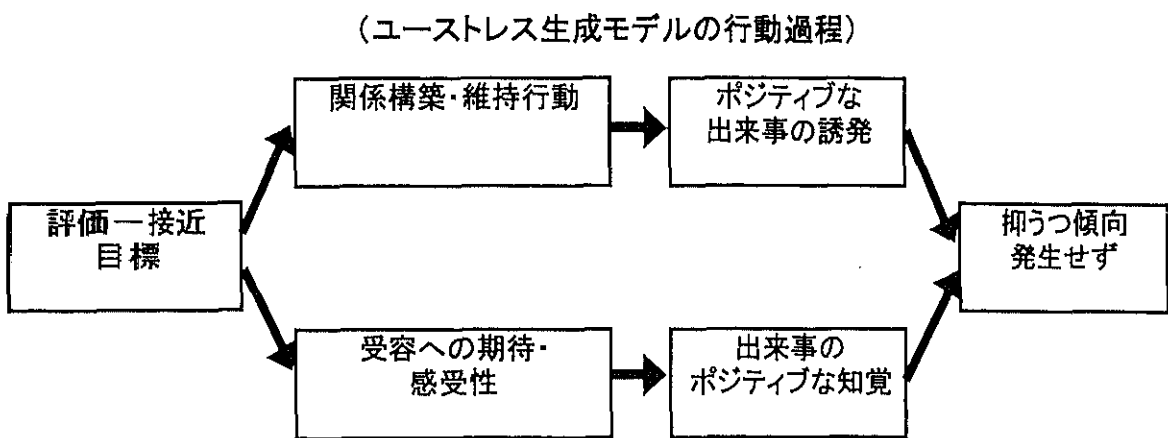 (ユーストレス生成モデルの行動過程)
関係構築・維持行動
ポジティブな
出来事の誘発
評価ー接近
目標
抑うつ傾向
発生せず
受容への期待・
感受性
出来事の
ポジティブな知覚